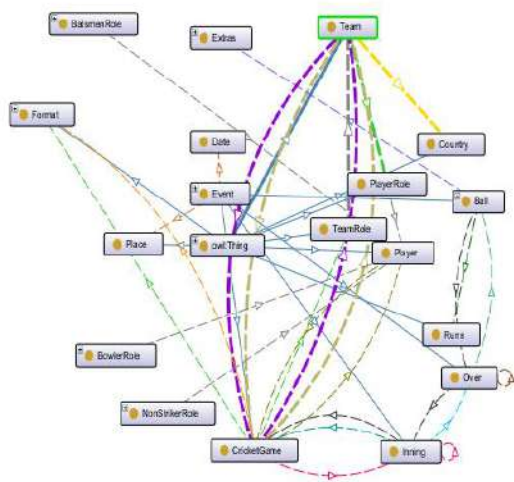 BatsmenRole
Team
Extras
Format
Date
Country
PlayerRole
Event
Ball
TeamRole
Place
owl:Thing
Player
Runs
BowlerRole
Over
NonStrikerRole
CricketGame
Inning